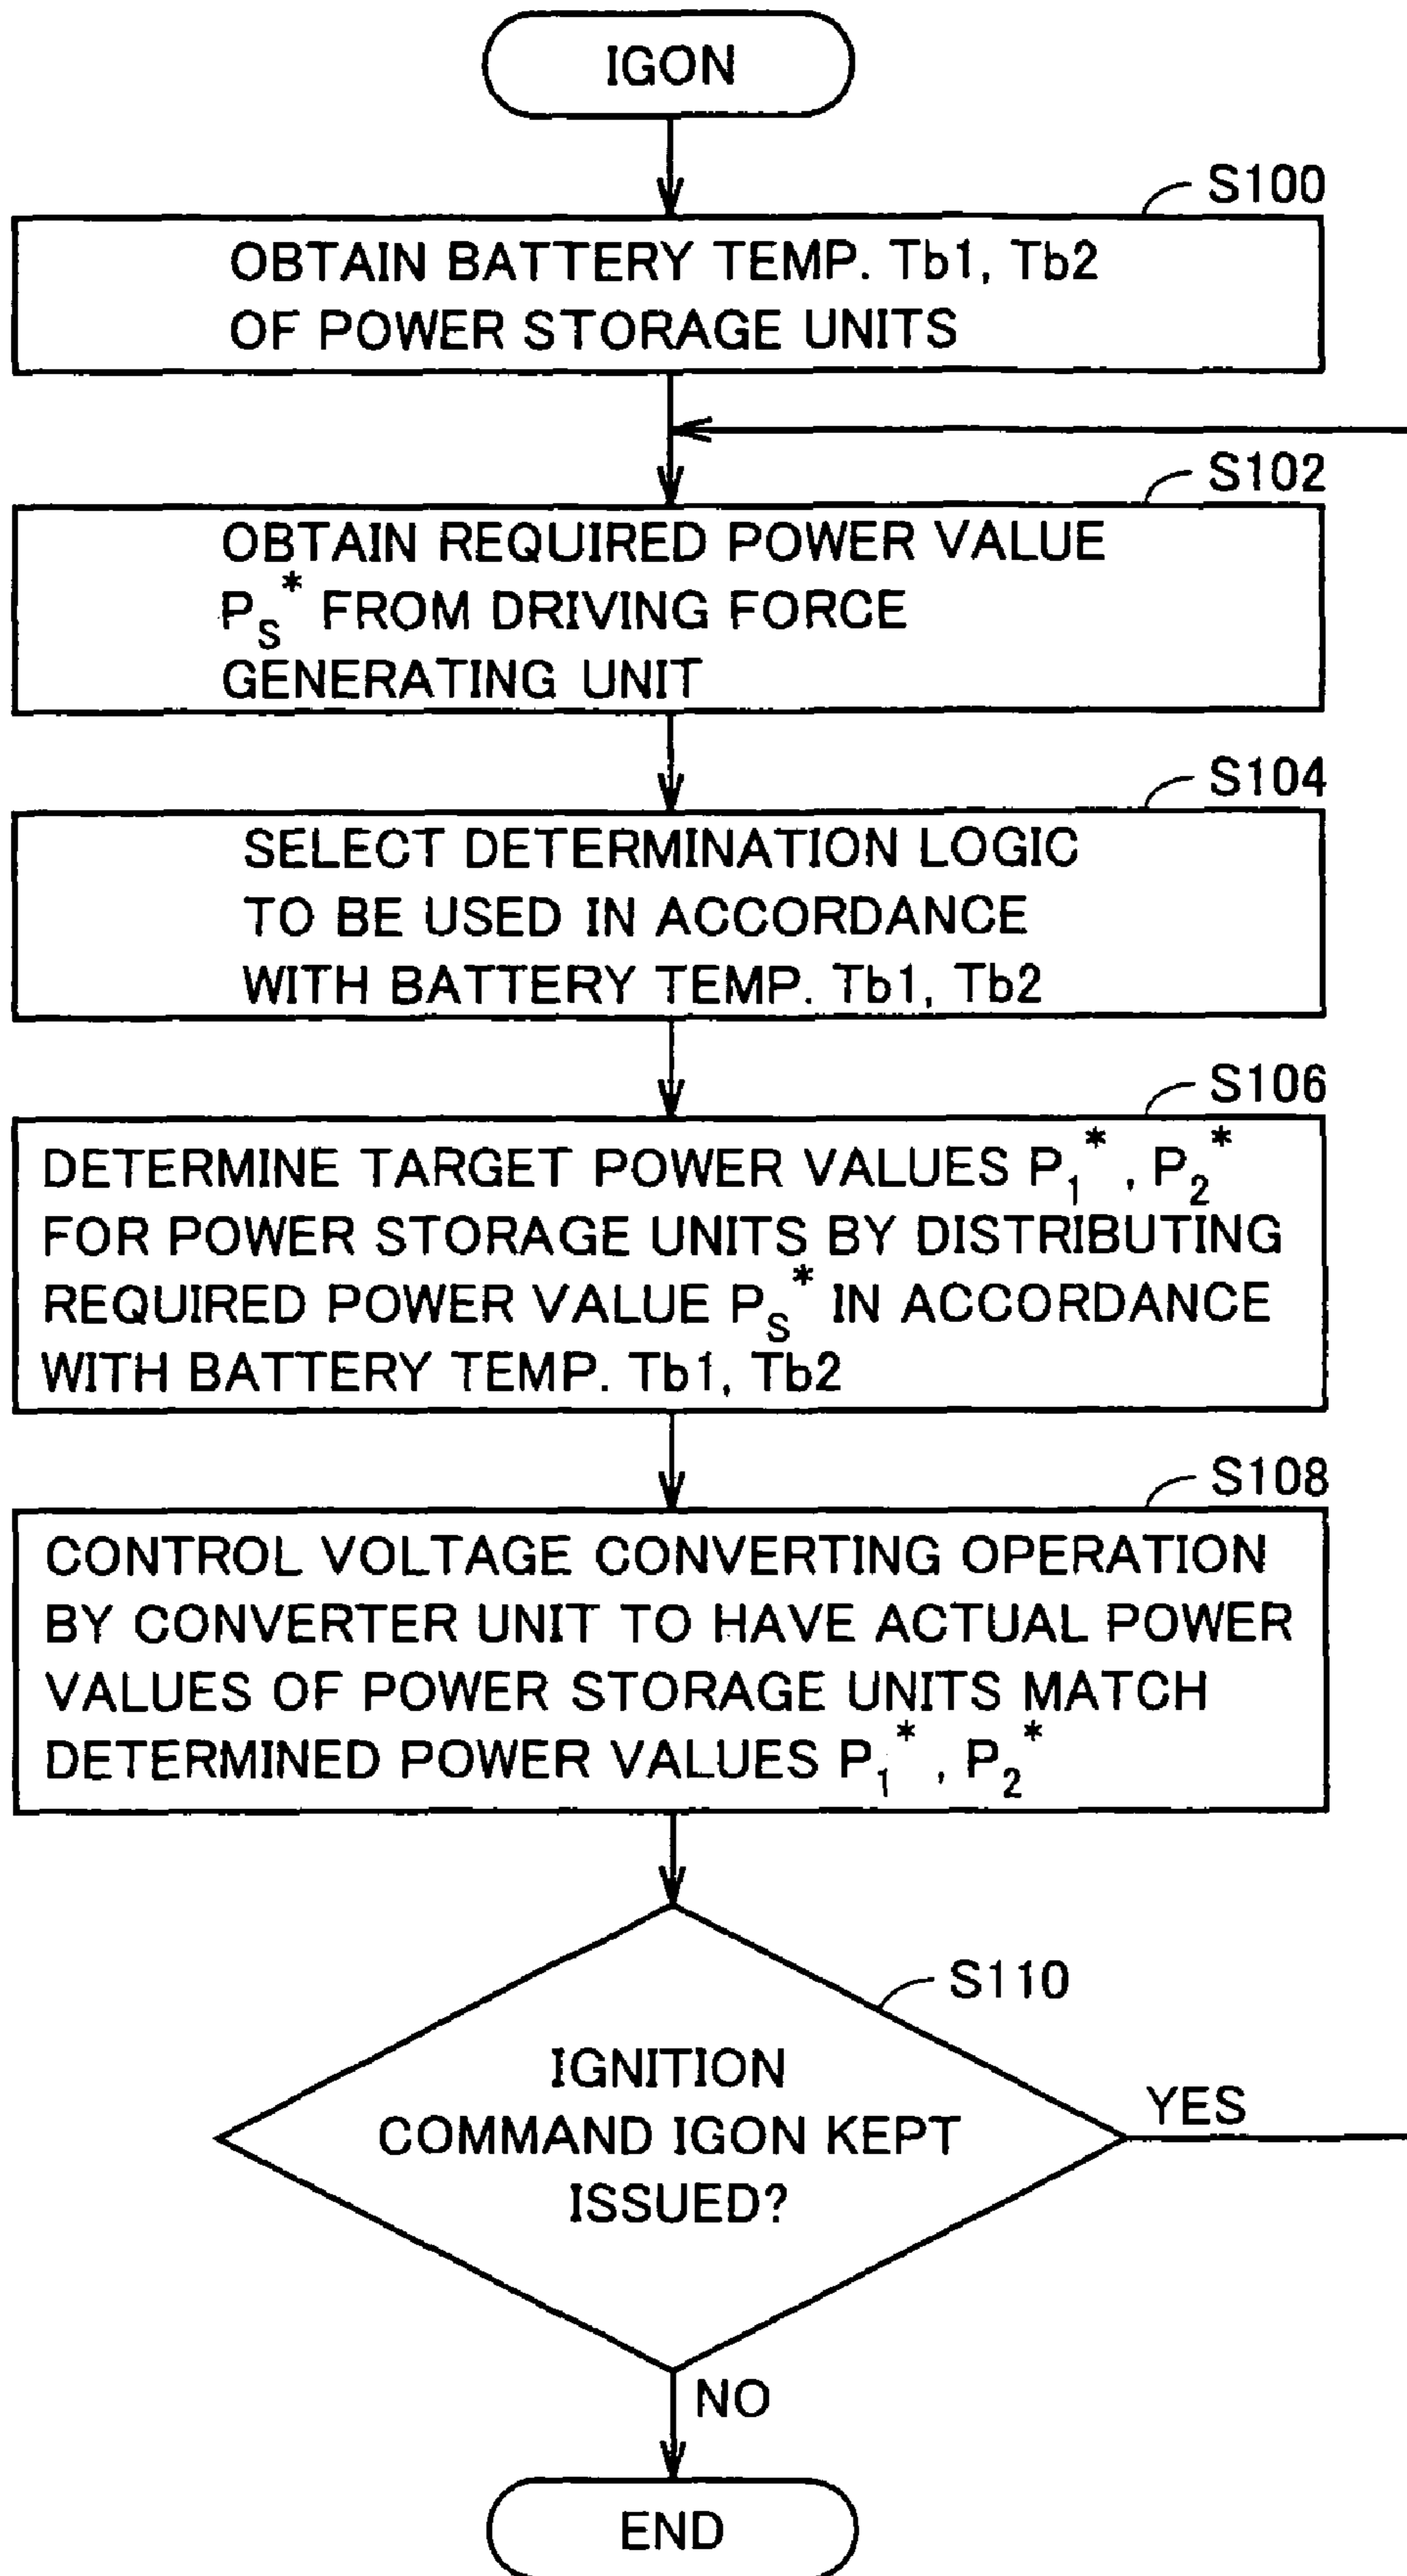 IGON
S100
OBTAIN BATTERY TEMP. Tb1, Tb2
OF POWER STORAGE UNITS
S102
OBTAIN REQUIRED POWER VALUE
PS* FROM DRIVING FORCE
GENERATING UNIT
S104
SELECT DETERMINATION LOGIC
TO BE USED IN ACCORDANCE
WITH BATTERY TEMP. Tb1, Tb2
S106
DETERMINE TARGET POWER VALUES P1*, P2*
FOR POWER STORAGE UNITS BY DISTRIBUTING
REQUIRED POWER VALUE PS* IN ACCORDANCE
WITH BATTERY TEMP. Tb1, Tb2
S108
CONTROL VOLTAGE CONVERTING OPERATION
BY CONVERTER UNIT TO HAVE ACTUAL POWER
VALUES OF POWER STORAGE UNITS MATCH
DETERMINED POWER VALUES P1*, P2*
S110
IGNITION
COMMAND IGON KEPT
ISSUED?
YES
NO
END